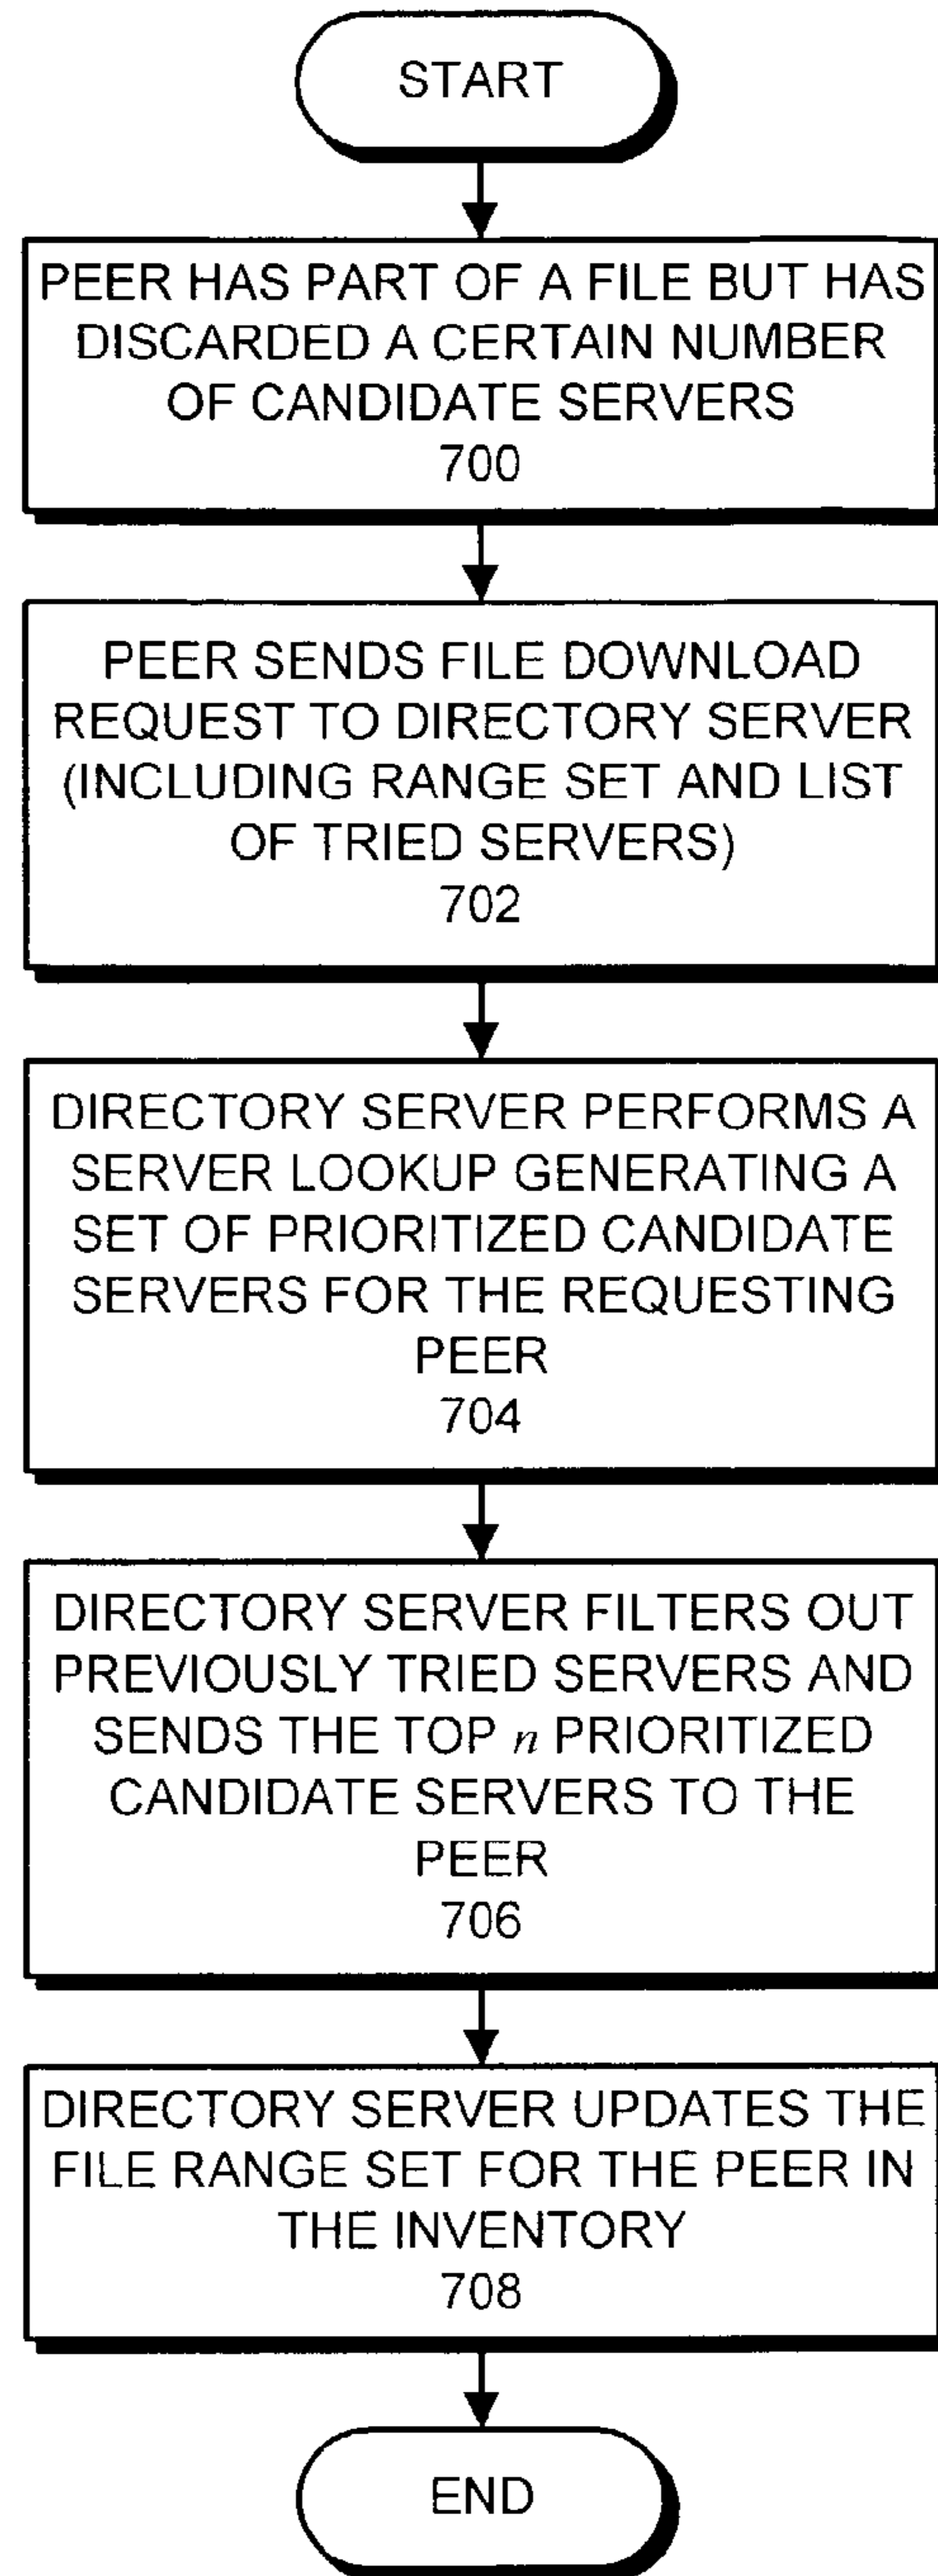 START
PEER HAS PART OF A FILE BUT HAS
DISCARDED A CERTAIN NUMBER
OF CANDIDATE SERVERS
700
PEER SENDS FILE DOWNLOAD
REQUEST TO DIRECTORY SERVER
(INCLUDING RANGE SET AND LIST
OF TRIED SERVERS)
702
DIRECTORY SERVER PERFORMS A
SERVER LOOKUP GENERATING A
SET OF PRIORITIZED CANDIDATE
SERVERS FOR THE REQUESTING
PEER
704
DIRECTORY SERVER FILTERS OUT
PREVIOUSLY TRIED SERVERS AND
SENDS THE TOP n PRIORITIZED
CANDIDATE SERVERS TO THE
PEER
706
DIRECTORY SERVER UPDATES THE
FILE RANGE SET FOR THE PEER IN
THE INVENTORY
708
END